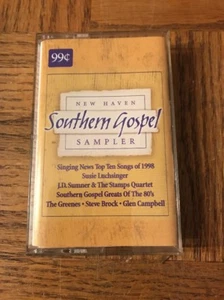 99¢
NEW HAVEN
Southern Gospel
SAMPLER
Singing News Top Ten Songs of 1998
Susie Luchsinger
J.D. Sumner & The Stamps Quartet
Southern Gospel Greats Of The 80's
The Greenes • Steve Brock • Glen Campbell